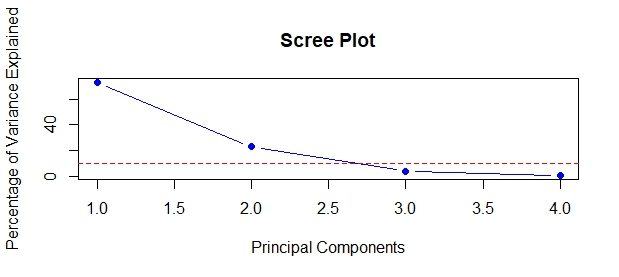 Scree Plot
Percentage of Variance Explained
40
0
1.0 1.5 2.0 2.5 3.0 3.5 4.0
Principal Components